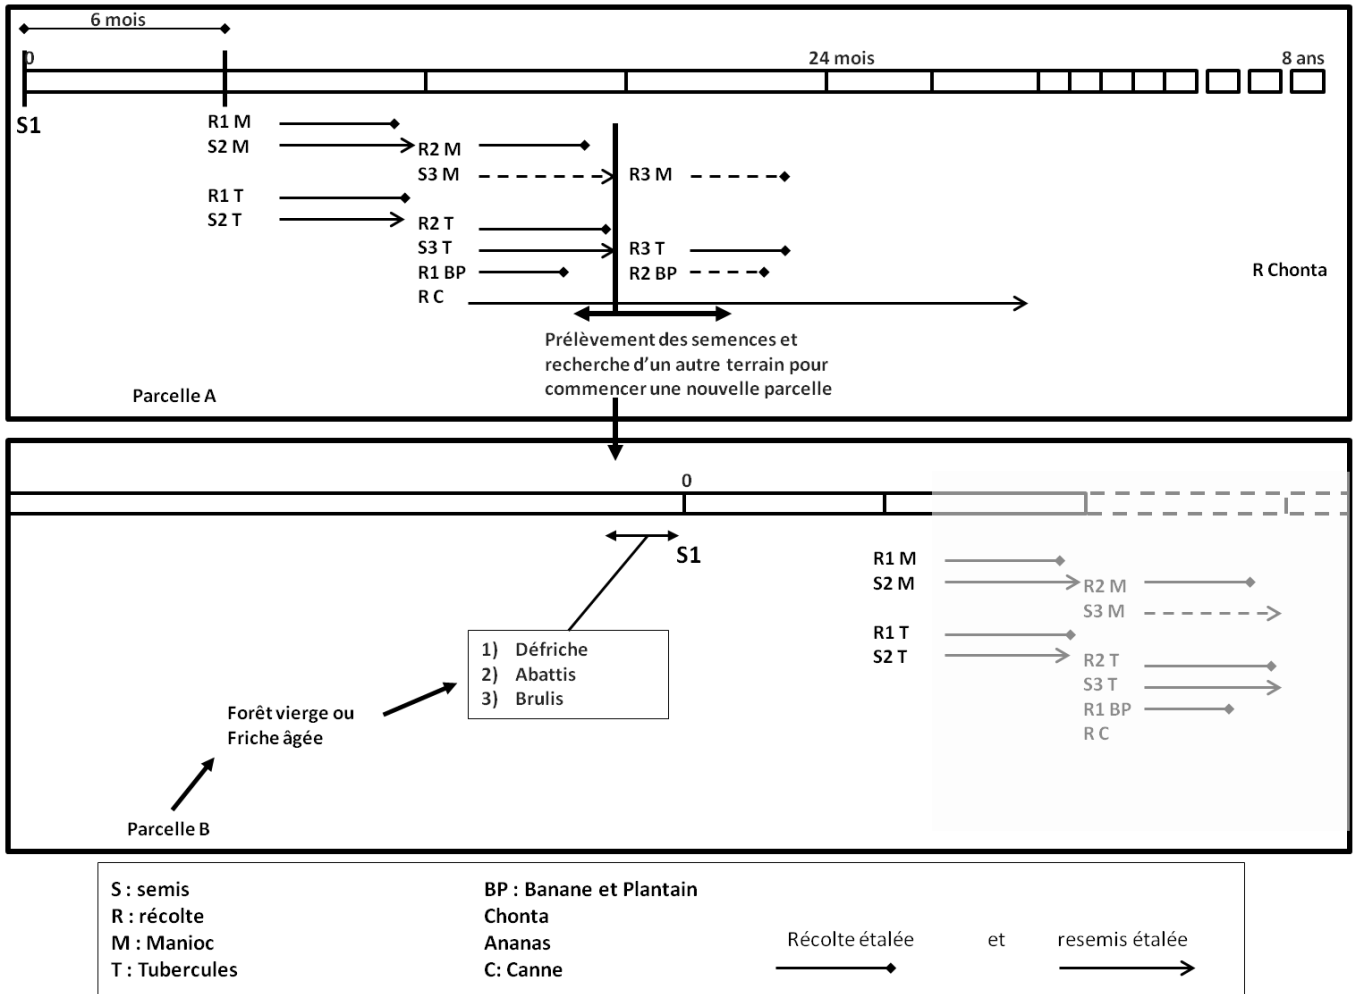 6 mois
0
24 mois
8 ans
S1
R1 M
S2 M
R2 M
S3 M
R3 M
R1 T
S2 T
R2 T
S3 T
R3 T
R1 BP
R2 BP
R C
R Chonta
Prélèvement des semences et
recherche d'un autre terrain pour
commencer une nouvelle parcelle
Parcelle A
0
S1
R1 M
S2 M
R2 M
S3 M
R1 T
S2 T
R2 T
S3 T
R1 BP
R C
1) Défriche
2) Abattis
3) Brulis
Forêt vierge ou
Friche âgée
Parcelle B
S : semis
R : récolte
M : Manioc
T : Tubercules
BP : Banane et Plantain
Chonta
Ananas
C: Canne
Récolte étalée et resemis étalée